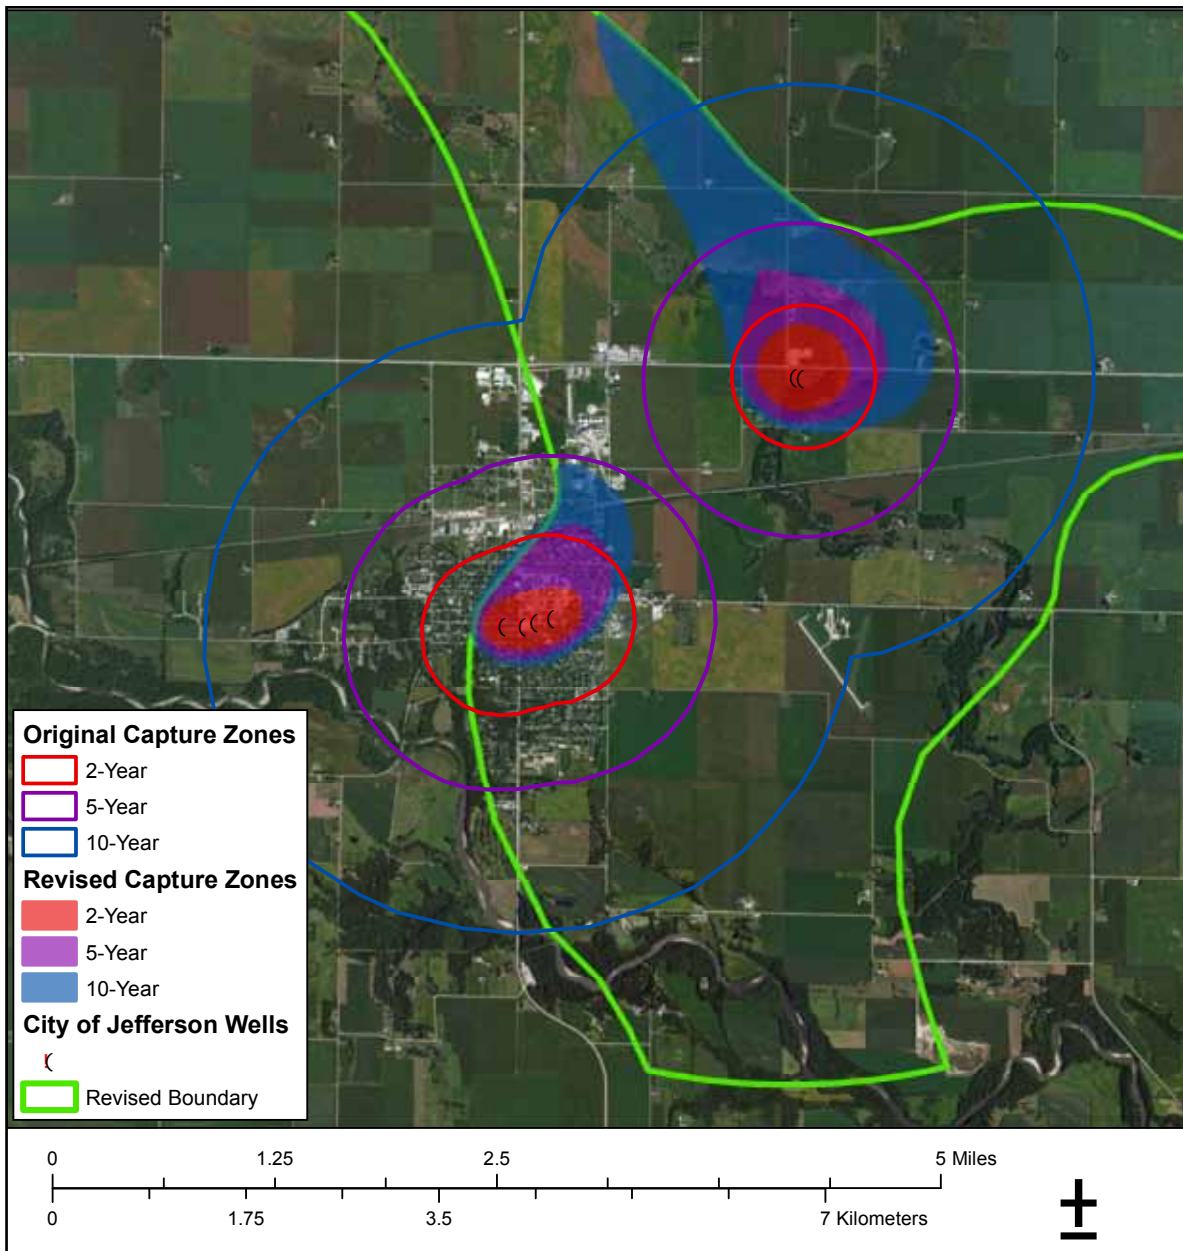 Original Capture Zones
2-Year
5-Year
10-Year
Revised Capture Zones
2-Year
5-Year
10-Year
City of Jefferson Wells
Revised Boundary
0 1.25 2.5 5 Miles
0 1.75 3.5 7 Kilometers